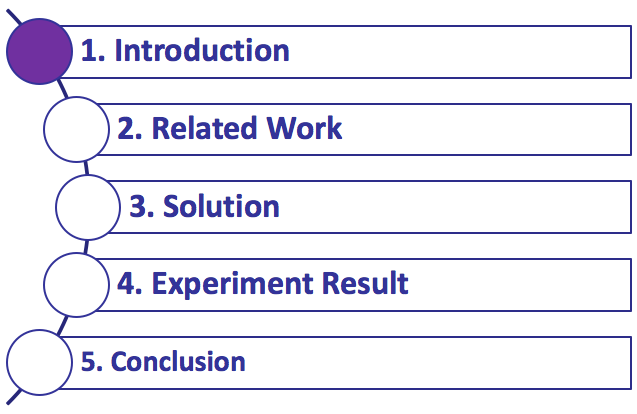 1. Introduction
2. Related Work
3. Solution
4. Experiment Result
5. Conclusion